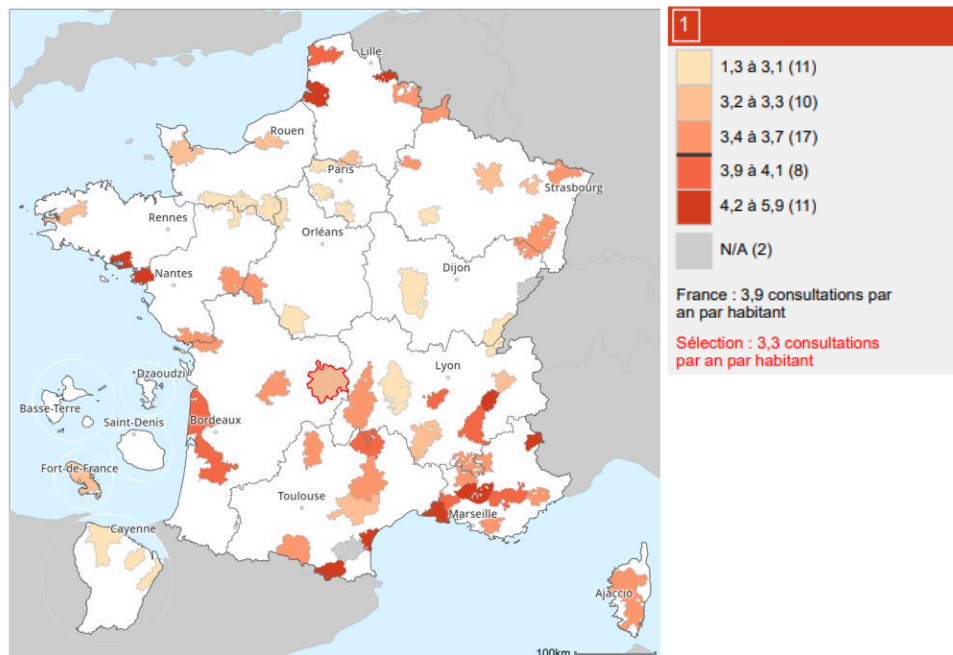 Lille
Rouen
Paris
Strasbourg
Rennes
Orléans
Dijon
Nantes
Lyon
Dzaoudzi
Basse-Terre
Saint-Denis
Bordeaux
Fort-de-France
Toulouse
Marseille
Cayenne
Ajaccio
100km
1
1,3 à 3,1 (11)
3,2 à 3,3 (10)
3,4 à 3,7 (17)
3,9 à 4,1 (8)
4,2 à 5,9 (11)
N/A (2)
France : 3,9 consultations par
an par habitant
Sélection : 3,3 consultations
par an par habitant